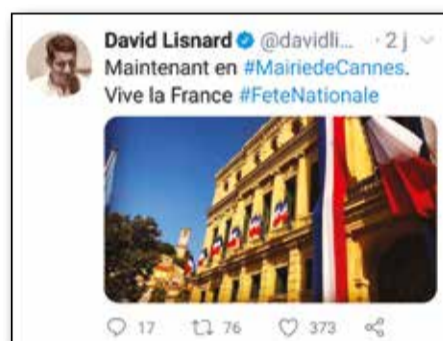 David Lisnard @davidli... · 2 j
Maintenant en #MairiedeCannes.
Vive la France #FeteNationale
17 76 373